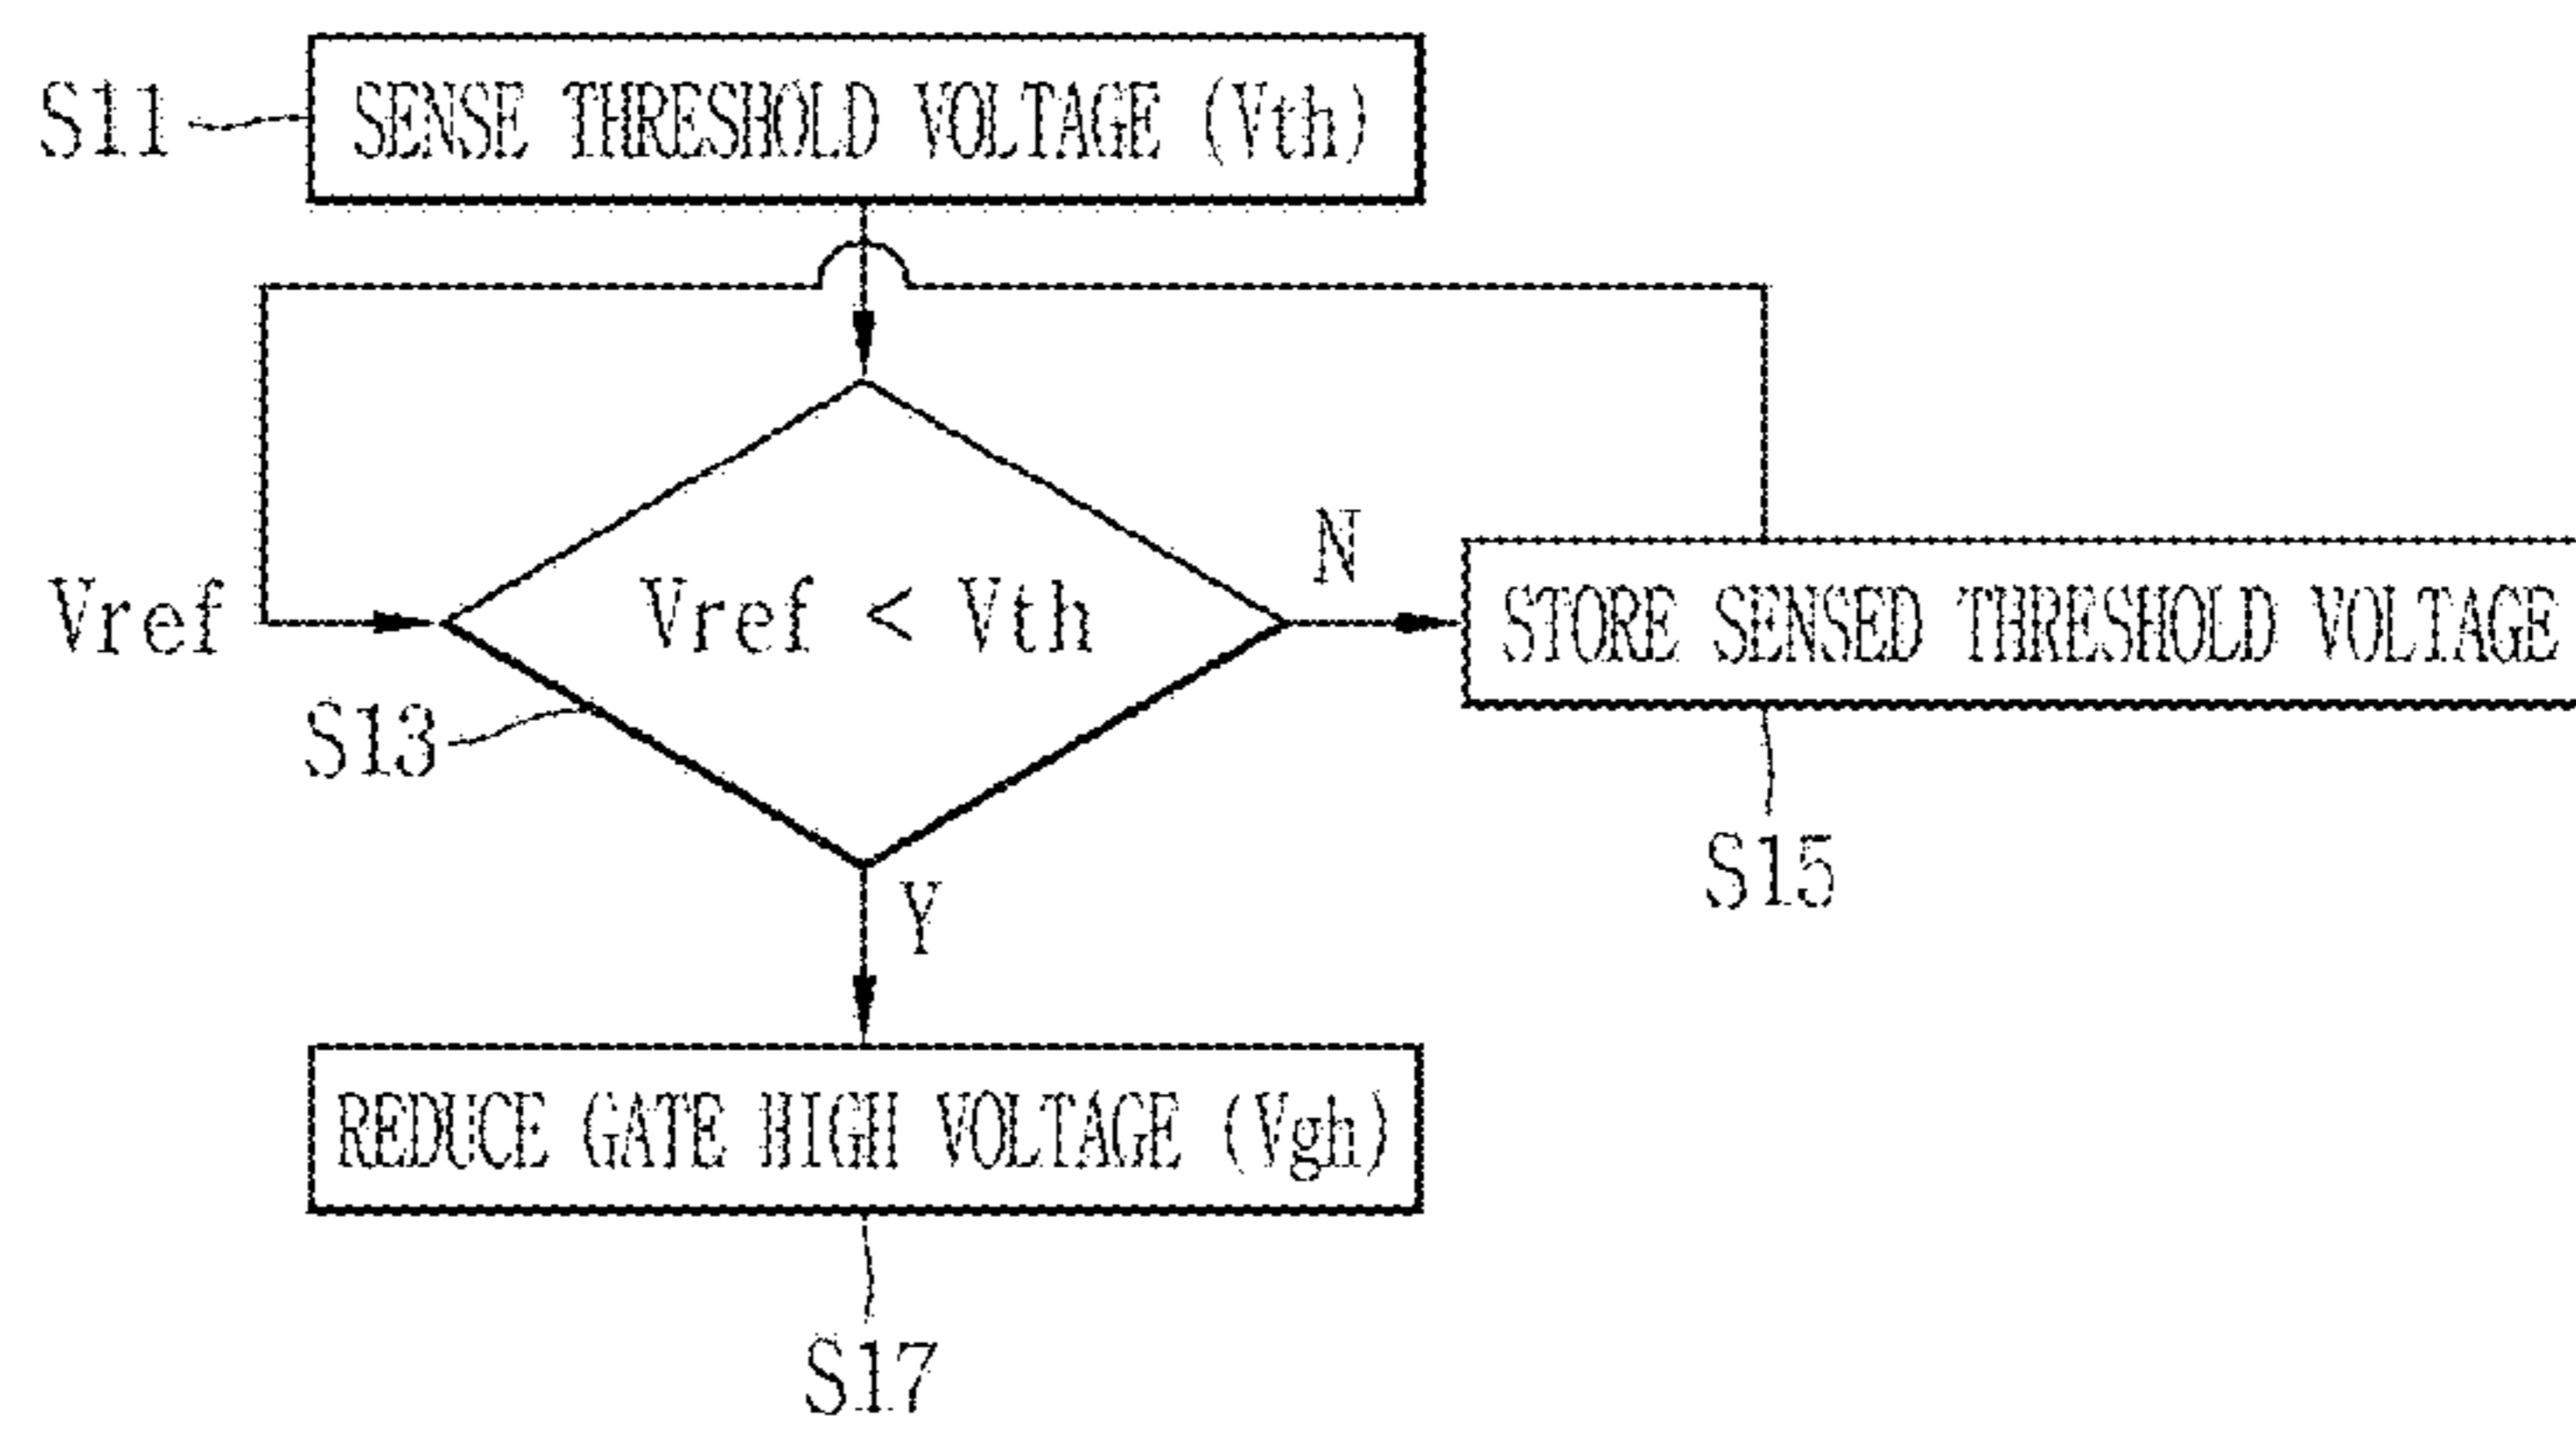 S11
SENSE THRESHOLD VOLTAGE (Vth)
Vref
Vref < Vth
N
STORE SENSED THRESHOLD VOLTAGE
S13
S15
Y
REDUCE GATE HIGH VOLTAGE (Vgh)
S17